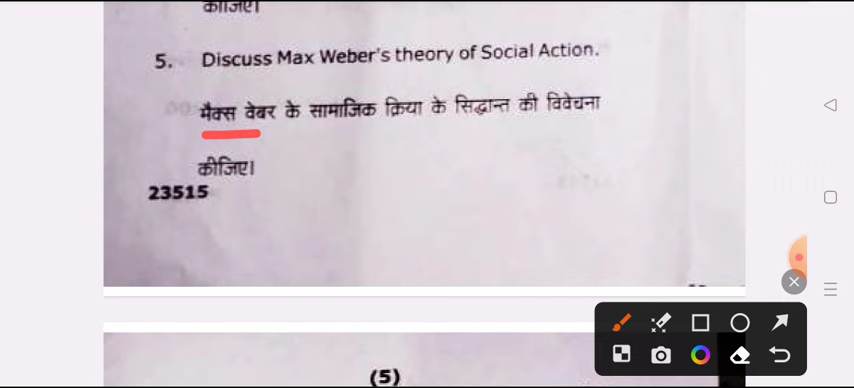 कीजिए।
5. Discuss Max Weber's theory of Social Action.
मैक्स वेबर के सामाजिक क्रिया के सिद्धान्त की विवेचना
कीजिए।
23515
(5)